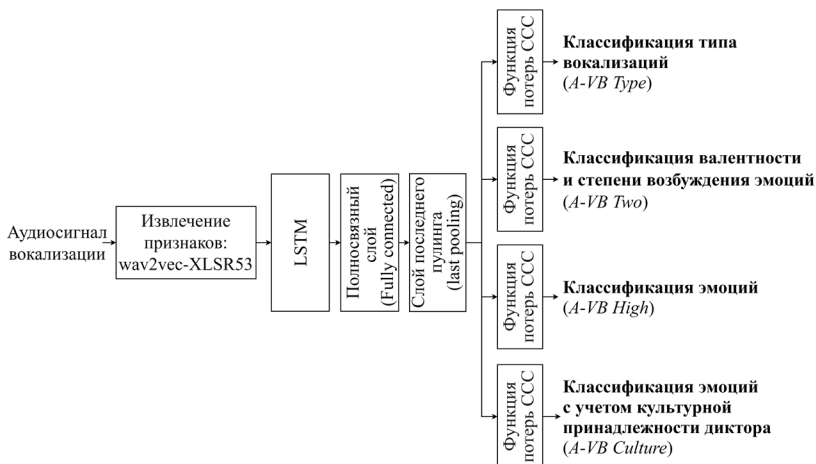 Аудиосигнал
вокализации
Извлечение
признаков:
wav2vec-XLSR53
LSTM
Полносвязный
слой
(Fully connected)
Слой последнего
пулинга
(last pooling)
Функция
потерь CCC
Классификация типа
вокализаций
(A-VB Type)
Функция
потерь CCC
Классификация валентности
и степени возбуждения эмоций
(A-VB Two)
Функция
потерь CCC
Классификация эмоций
(A-VB High)
Функция
потерь CCC
Классификация эмоций
с учетом культурной
принадлежности диктора
(A-VB Culture)